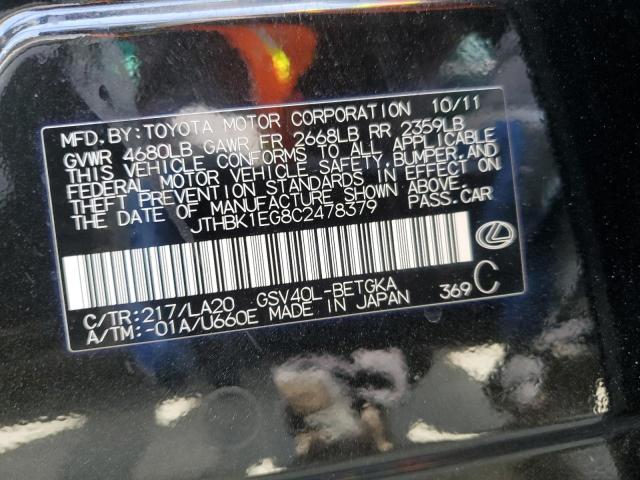 MFD. BY: TOYOTA MOTOR CORPORATION 10/11
GVWR 4680LB GAWR FR 2668LB RR 2359LB
THIS VEHICLE CONFORMS TO ALL APPLICABLE
FEDERAL MOTOR VEHICLE SAFETY, BUMPER, AND
THEFT PREVENTION STANDARDS IN EFFECT ON
THE DATE OF MANUFACTURE SHOWN ABOVE.
JTHBK1EG8C2478379 PASS. CAR
C/TR: 217/LA20 GSV40L-BETGKA 369 C
A/TM: -01A/U660E MADE IN JAPAN